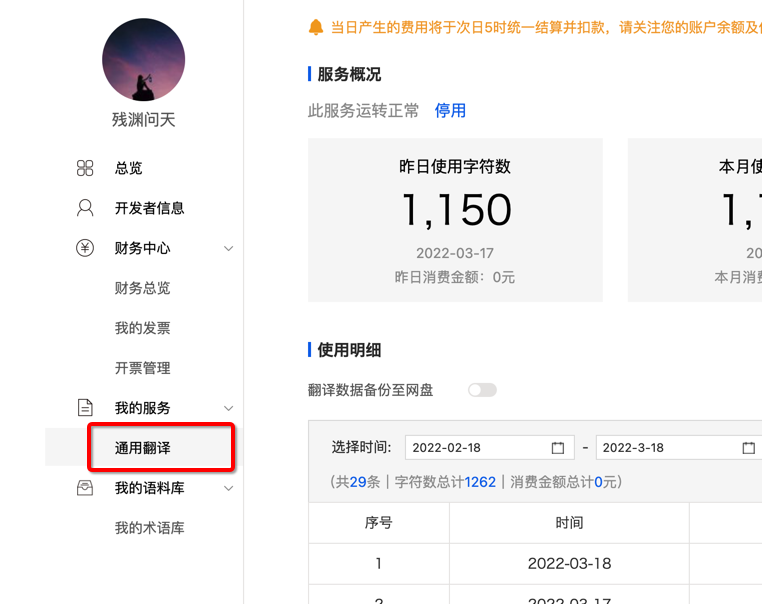 残渊问天
总览
开发者信息
财务中心
财务总览
我的发票
开票管理
我的服务
通用翻译
我的语料库
我的术语库
当日产生的费用将于次日5时统一结算并扣款，请关注您的账户余额及
服务概况
此服务运转正常 停用
昨日使用字符数
1,150
2022-03-17
昨日消费金额：0元
本月使
1,
20
本月消
使用明细
翻译数据备份至网盘
选择时间: 2022-02-18 - 2022-3-18
(共29条｜字符数总计1262｜消费金额总计0元)
序号 时间
1 2022-03-18
2 2022-03-17